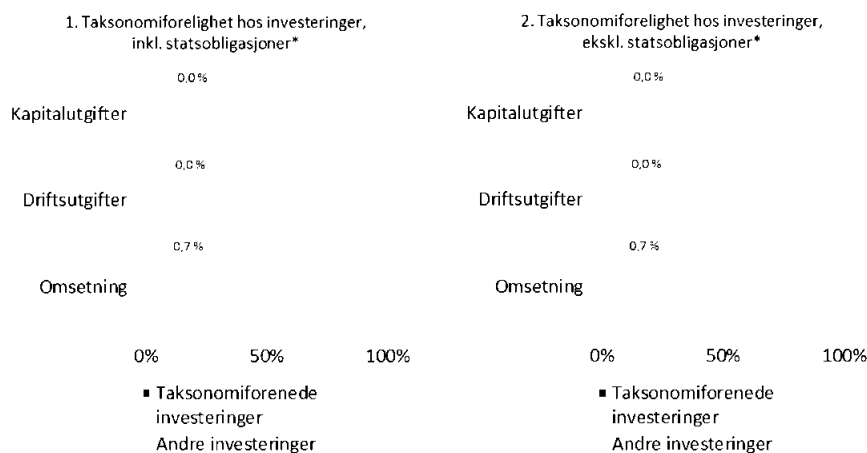 1. Taksonomiforelighet hos investeringer,
inkl. statsobligasjoner*
0,0 %
Kapitalutgifter
0,0 %
Driftsutgifter
0,7 %
Omsetning
0% 50% 100%
Taksonomiforenede
investeringer
Andre investeringer
2. Taksonomiforelighet hos investeringer,
ekskl. statsobligasjoner*
0,0 %
Kapitalutgifter
0,0 %
Driftsutgifter
0,7 %
Omsetning
0% 50% 100%
Taksonomiforenede
investeringer
Andre investeringer